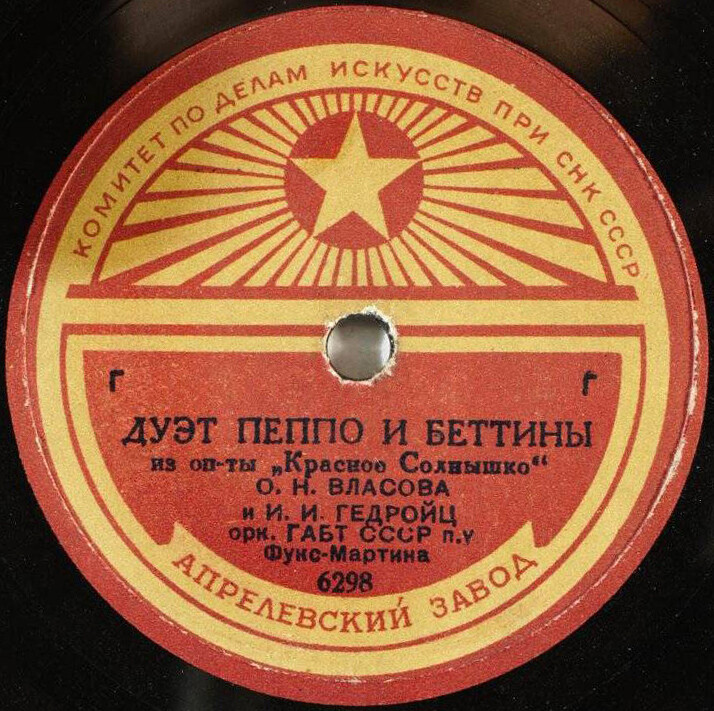 КОМИТЕТ ПО ДЕЛАМ ИСКУССТВ ПРИ СНК СССР
Г Г
ДУЭТ ПЕППО И БЕТТИНЫ
из оп-ты „Красное Солнышко“
О. Н. ВЛАСОВА
и И. И. ГЕДРОЙЦ
орк. ГАБТ СССР п.у
Фукс-Мартина
6298
АПРЕЛЕВСКИЙ ЗАВОД